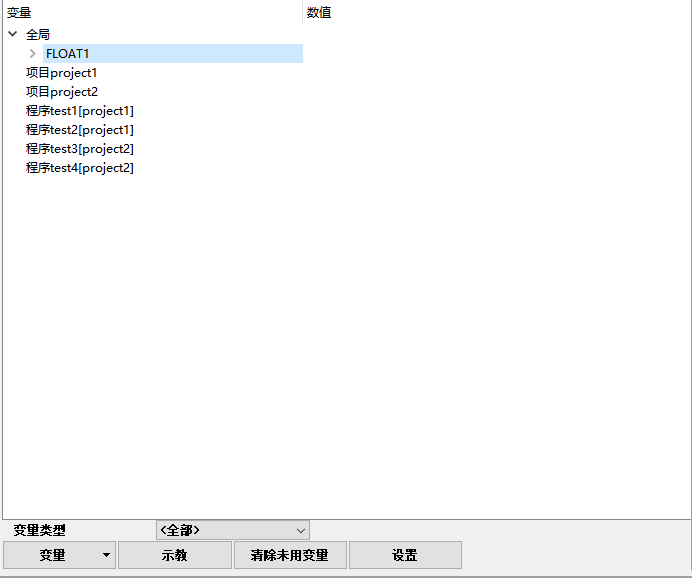 变量 数值
全局
FLOAT1
项目project1
项目project2
程序test1[project1]
程序test2[project1]
程序test3[project2]
程序test4[project2]
变量类型 <全部>
变量 示教 清除未用变量 设置